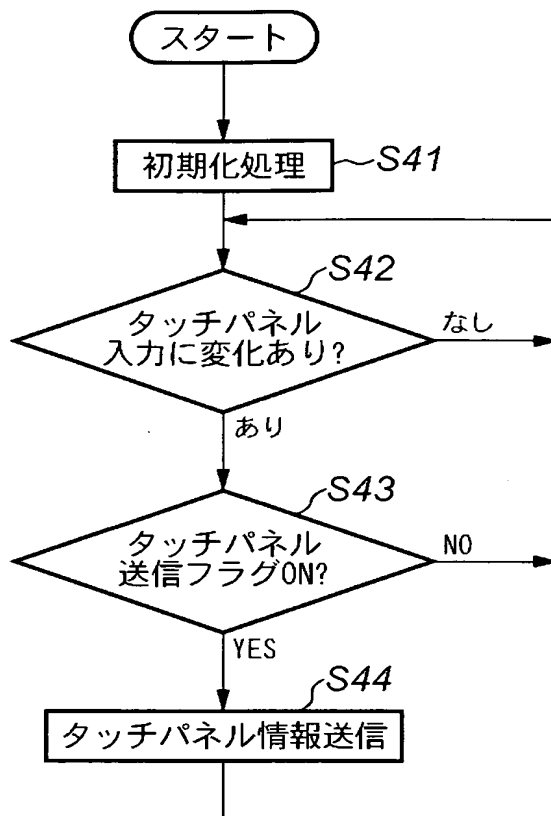 スタート
初期化処理
S41
S42
タッチパネル
入力に変化あり?
なし
あり
S43
タッチパネル
送信フラグON?
NO
YES
S44
タッチパネル情報送信